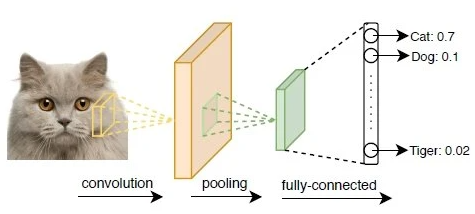 Cat: 0.7
Dog: 0.1
Tiger: 0.02
convolution
pooling
fully-connected